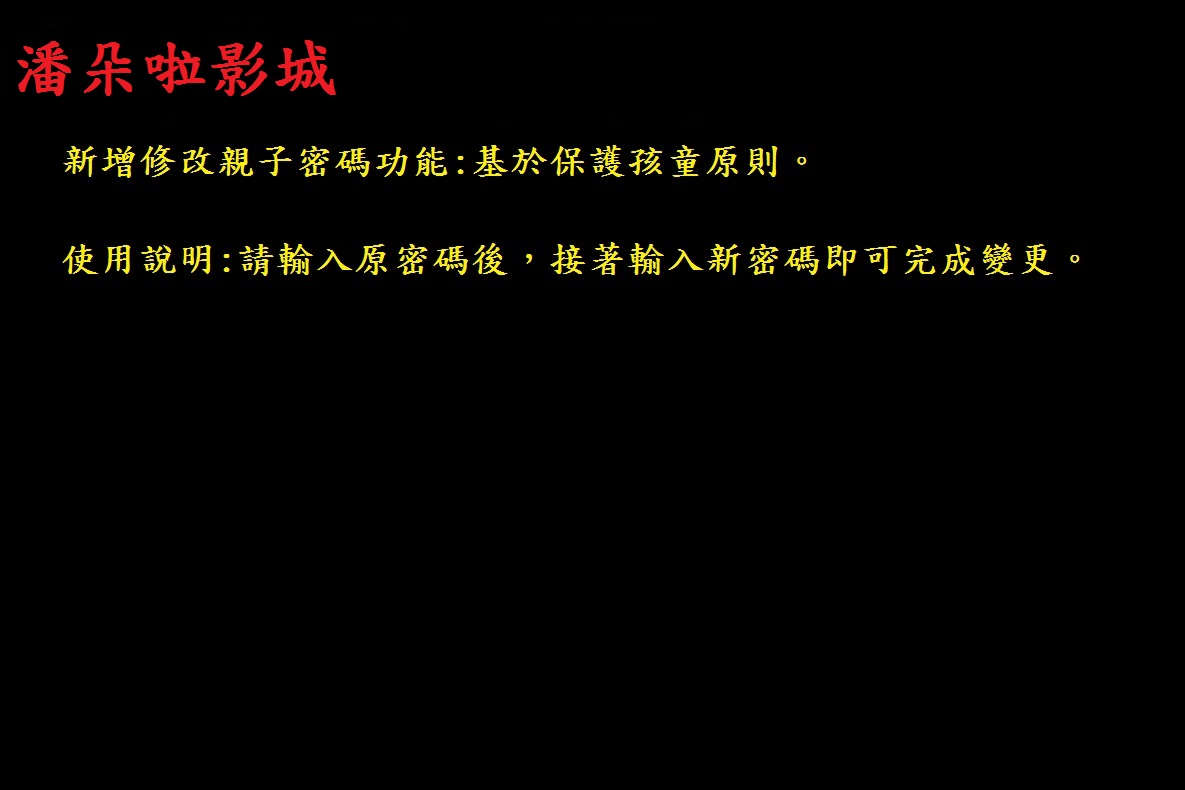 潘朵啦影城
新增修改親子密碼功能:基於保護孩童原則。
使用說明:請輸入原密碼後，接著輸入新密碼即可完成變更。